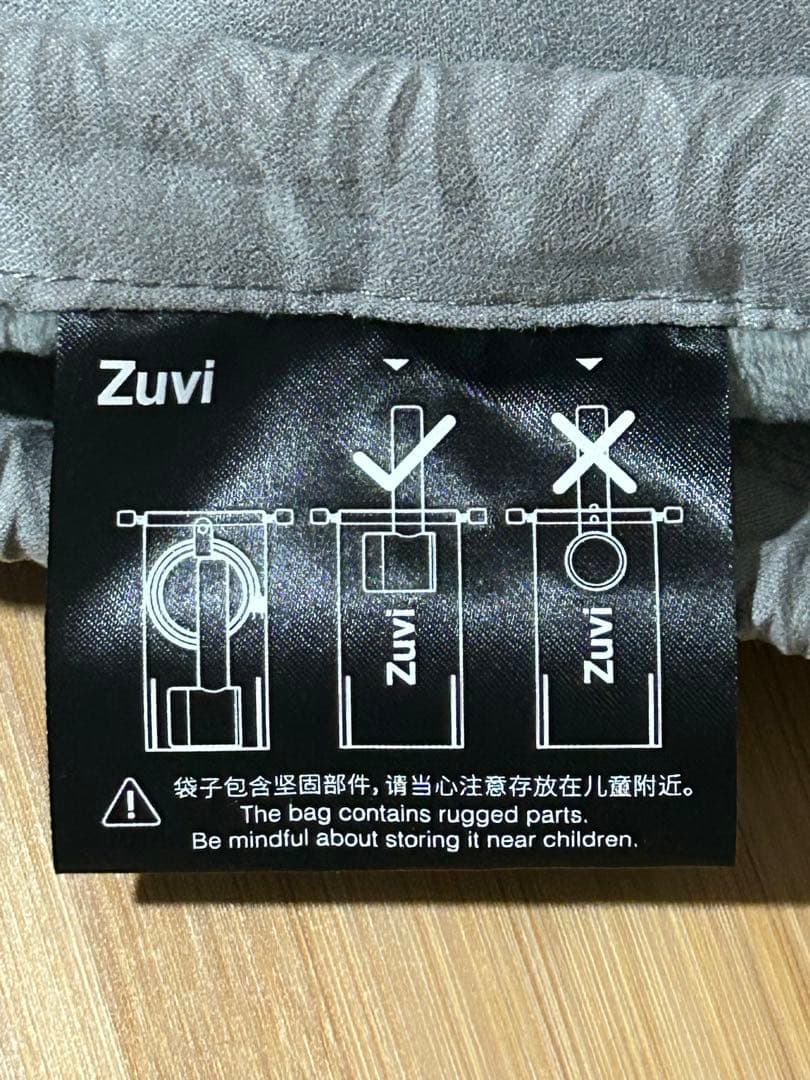 Zuvi
Zuvi
Zuvi
袋子包含坚固部件，请当心注意存放在儿童附近。
The bag contains rugged parts.
Be mindful about storing it near children.